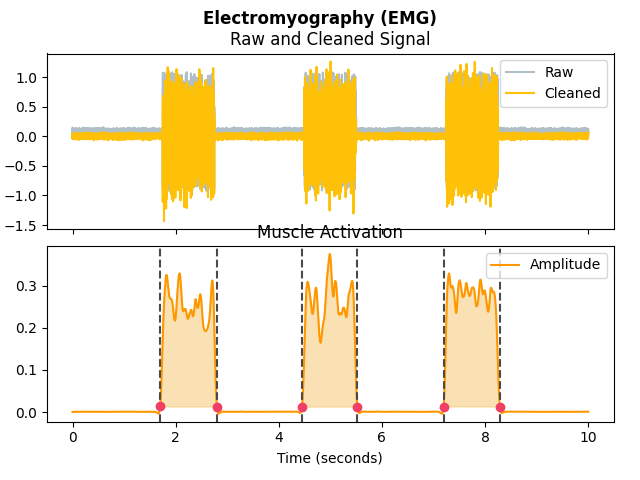 Electromyography (EMG)
Raw and Cleaned Signal
Raw
Cleaned
1.0
0.5
0.0
−0.5
−1.0
−1.5
Muscle Activation
Amplitude
0.3
0.2
0.1
0.0
0 2 4 6 8 10
Time (seconds)